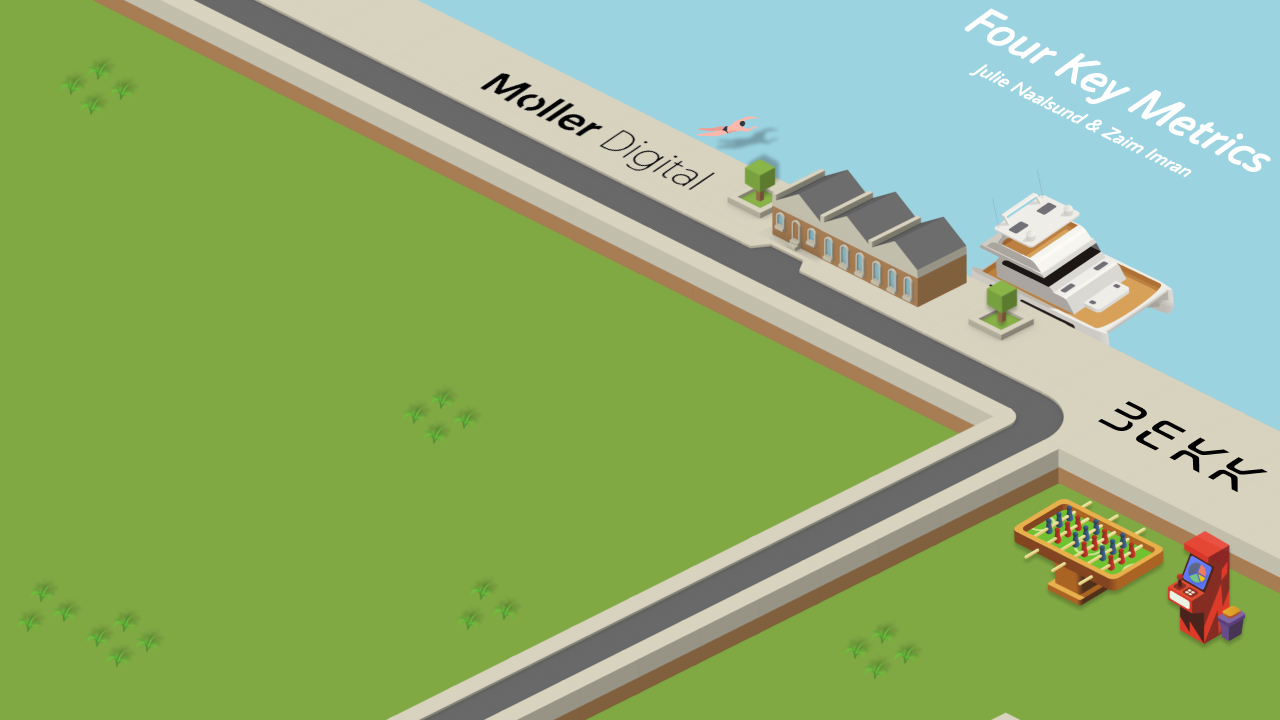 Four Key Metrics
Julie Naalsund & Zaim Imran
Møller Digital
BEKK